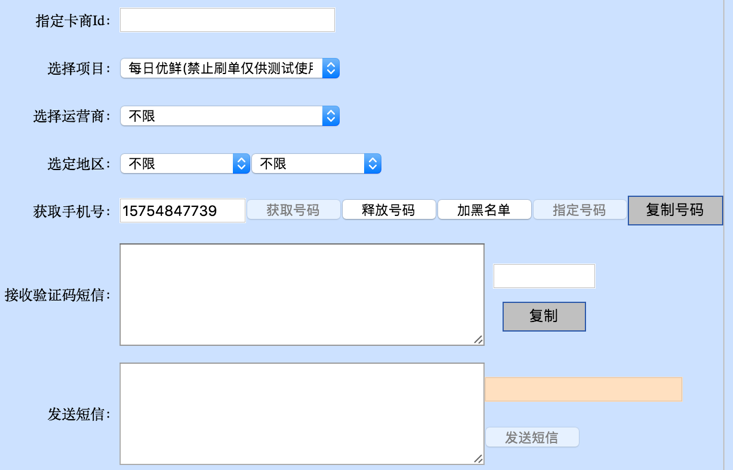 指定卡商Id：
选择项目： 每日优鲜(禁止刷单仅供测试使用
选择运营商： 不限
选定地区： 不限 不限
获取手机号： 15754847739 获取号码 释放号码 加黑名单 指定号码 复制号码
接收验证码短信：
复制
发送短信：
发送短信